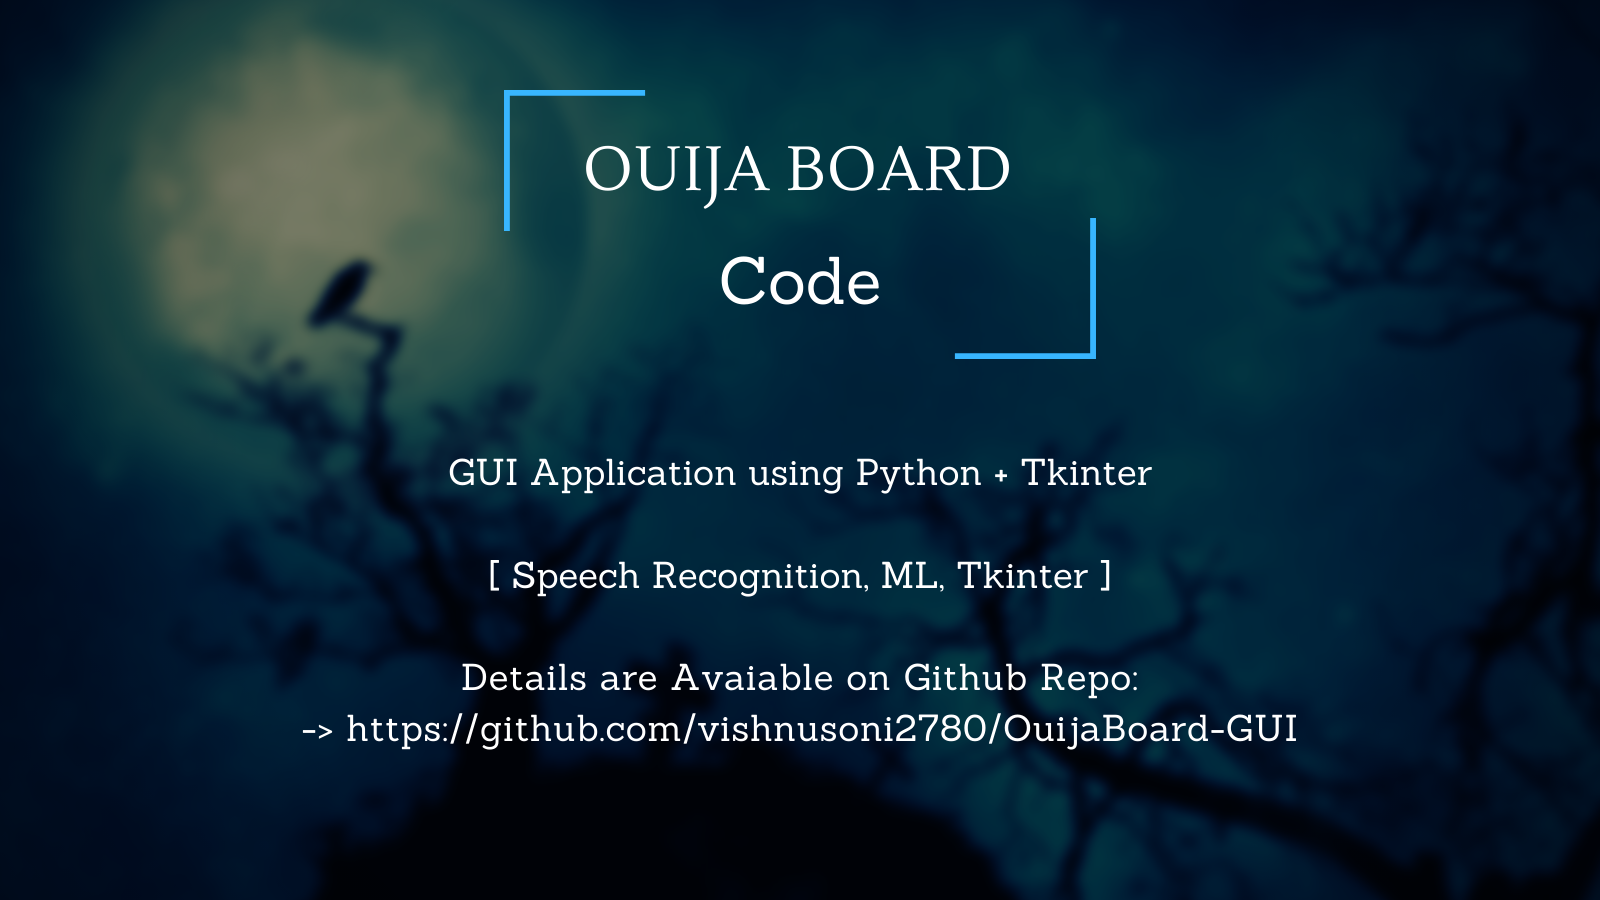 OUIJA BOARD
Code
GUI Application using Python + Tkinter
[ Speech Recognition, ML, Tkinter ]
Details are Avaiable on Github Repo:
-> https://github.com/vishnusoni2780/OuijaBoard-GUI